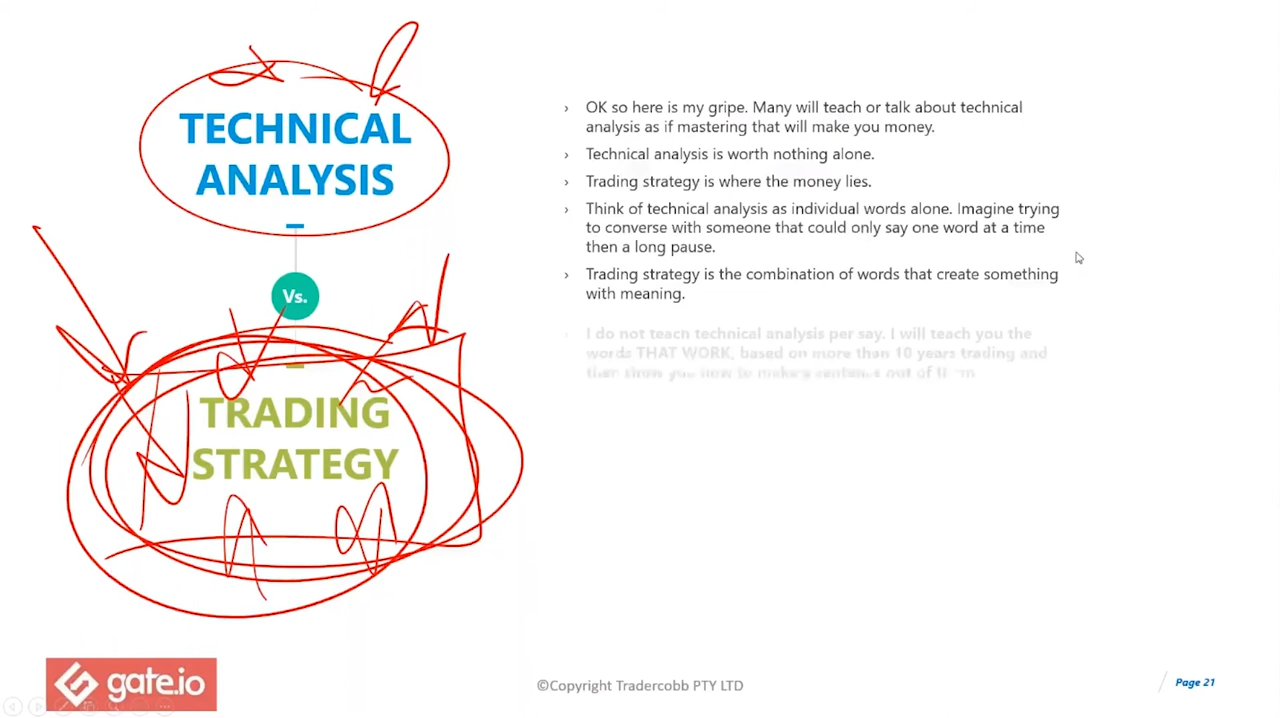 TECHNICAL
ANALYSIS
Vs.
TRADING
STRATEGY
› OK so here is my gripe. Many will teach or talk about technical
analysis as if mastering that will make you money.
› Technical analysis is worth nothing alone.
› Trading strategy is where the money lies.
› Think of technical analysis as individual words alone. Imagine trying
to converse with someone that could only say one word at a time
then a long pause.
› Trading strategy is the combination of words that create something
with meaning.
I do not teach technical analysis per say. I will teach you the
words THAT WORK, based on more than 10 years trading and
gate.io
©Copyright Tradercobb PTY LTD
Page 21